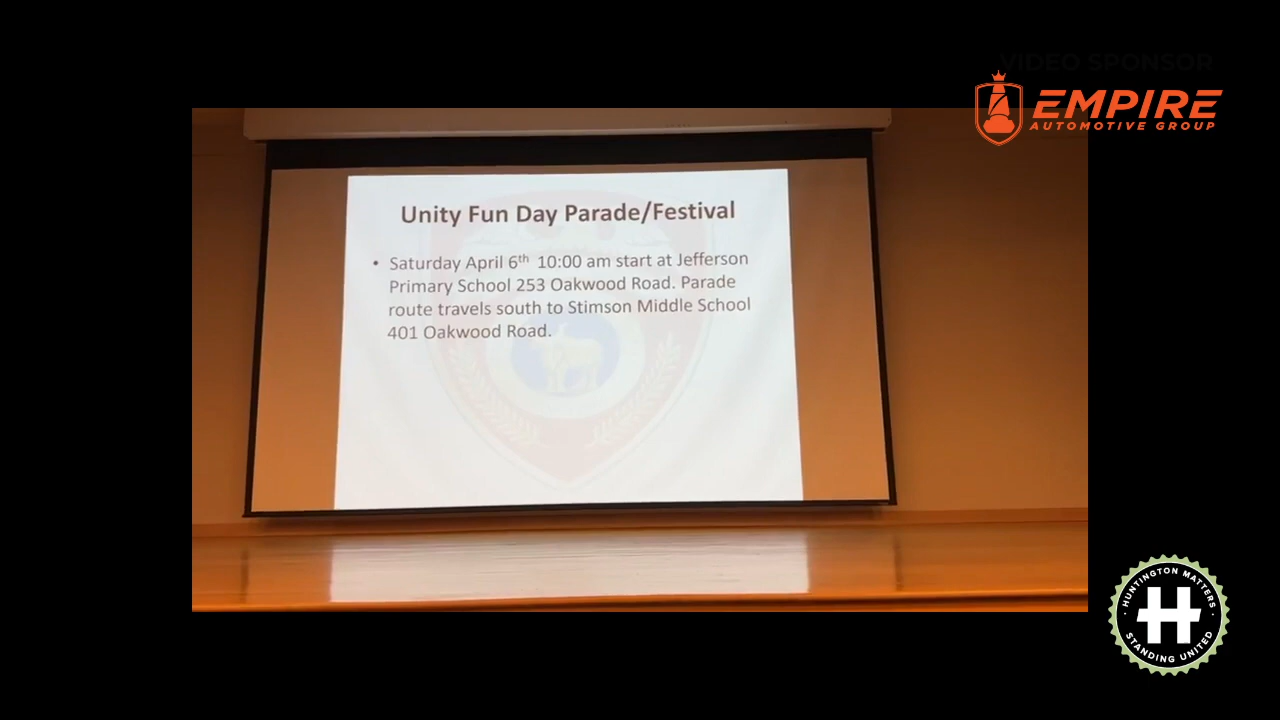 VIDEO SPONSOR
EMPIRE
AUTOMOTIVE GROUP
Unity Fun Day Parade/Festival
• Saturday April 6th 10:00 am start at Jefferson
Primary School 253 Oakwood Road. Parade
route travels south to Stimson Middle School
401 Oakwood Road.
HUNTINGTON MATTERS
H
STANDING UNITED